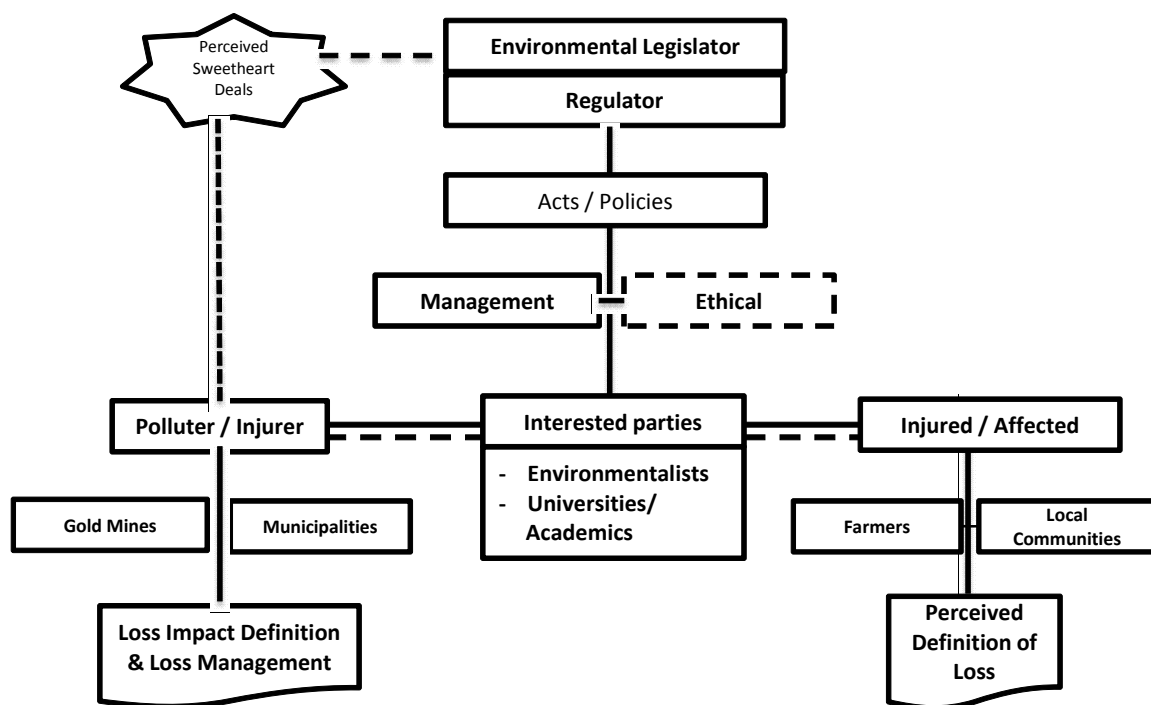 Perceived
Sweetheart
Deals
Environmental Legislator
Regulator
Acts / Policies
Management
Ethical
Polluter / Injurer
Interested parties
Injured / Affected
- Environmentalists
- Universities/
Academics
Gold Mines
Municipalities
Farmers
Local
Communities
Loss Impact Definition
& Loss Management
Perceived
Definition of
Loss